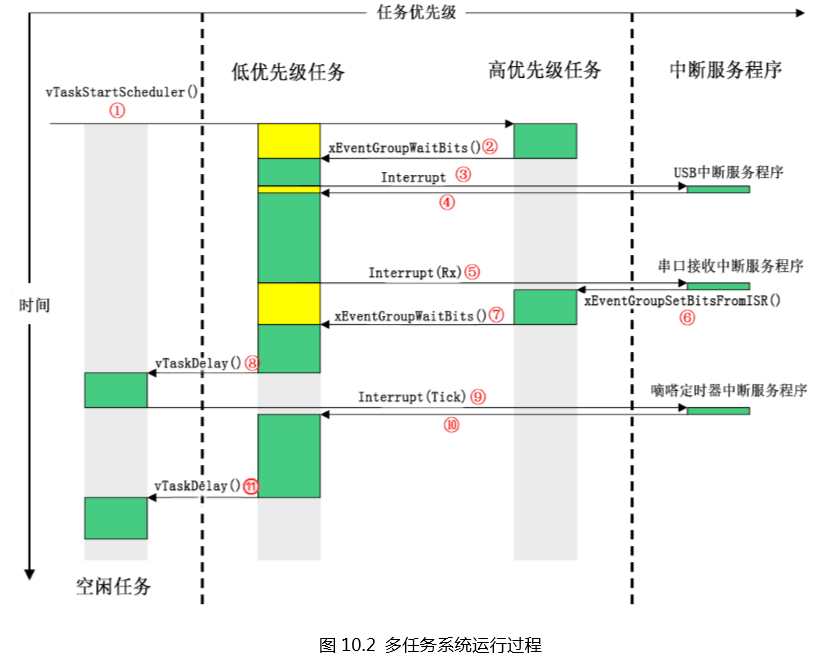 任务优先级
低优先级任务
高优先级任务
中断服务程序
vTaskStartScheduler()
①
xEventGroupWaitBits()②
Interrupt ③
USB中断服务程序
④
Interrupt(Rx)⑤
串口接收中断服务程序
xEventGroupSetBitsFromISR()
⑥
时间
xEventGroupWaitBits()⑦
vTaskDelay()⑧
Interrupt(Tick)⑨
嘀嗒定时器中断服务程序
⑩
vTaskDelay()⑪
空闲任务
图 10.2 多任务系统运行过程